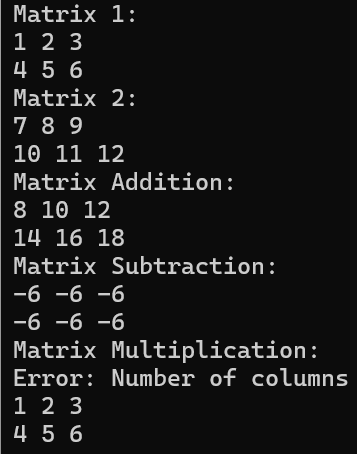 Matrix 1:
1 2 3
4 5 6
Matrix 2:
7 8 9
10 11 12
Matrix Addition:
8 10 12
14 16 18
Matrix Subtraction:
-6 -6 -6
-6 -6 -6
Matrix Multiplication:
Error: Number of columns
1 2 3
4 5 6